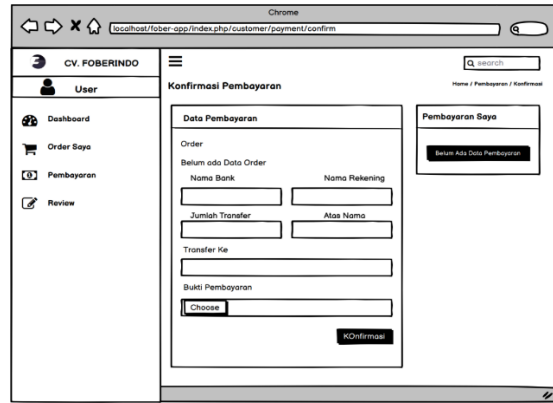 Chrome
localhost/fober-app/index.php/customer/payment/confirm
CV. FOBERINDO
search
User
Konfirmasi Pembayaran
Home / Pembayaran / Konfirmasi
Dashboard
Order Saya
Pembayaran
Review
Data Pembayaran
Order
Belum ada Data Order
Nama Bank Nama Rekening
Jumlah Transfer Atas Nama
Transfer Ke
Bukti Pembayaran
Choose
KOnfirmasi
Pembayaran Saya
Belum Ada Data Pembayaran